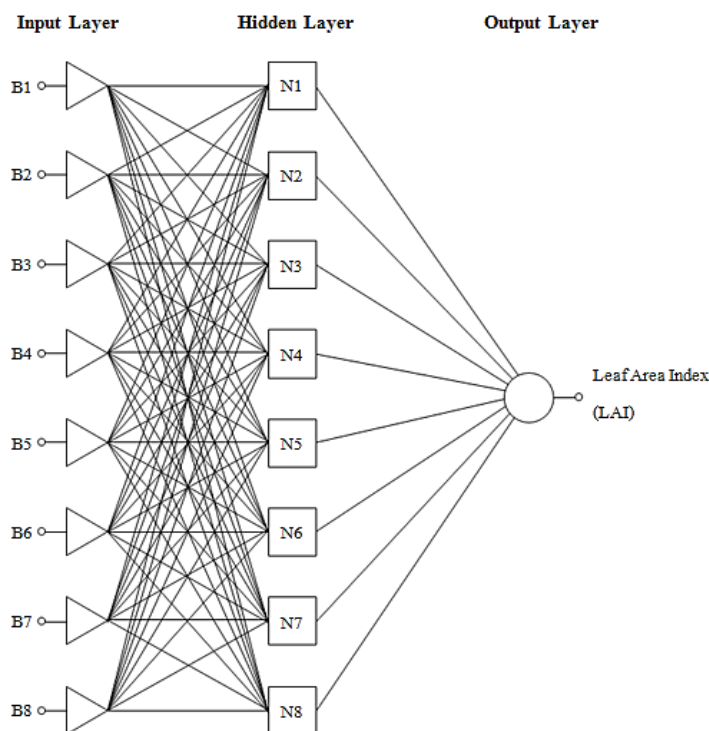 Input Layer Hidden Layer Output Layer
B1 N1
B2 N2
B3 N3
B4 N4
Leaf Area Index
(LAI)
B5 N5
B6 N6
B7 N7
B8 N8